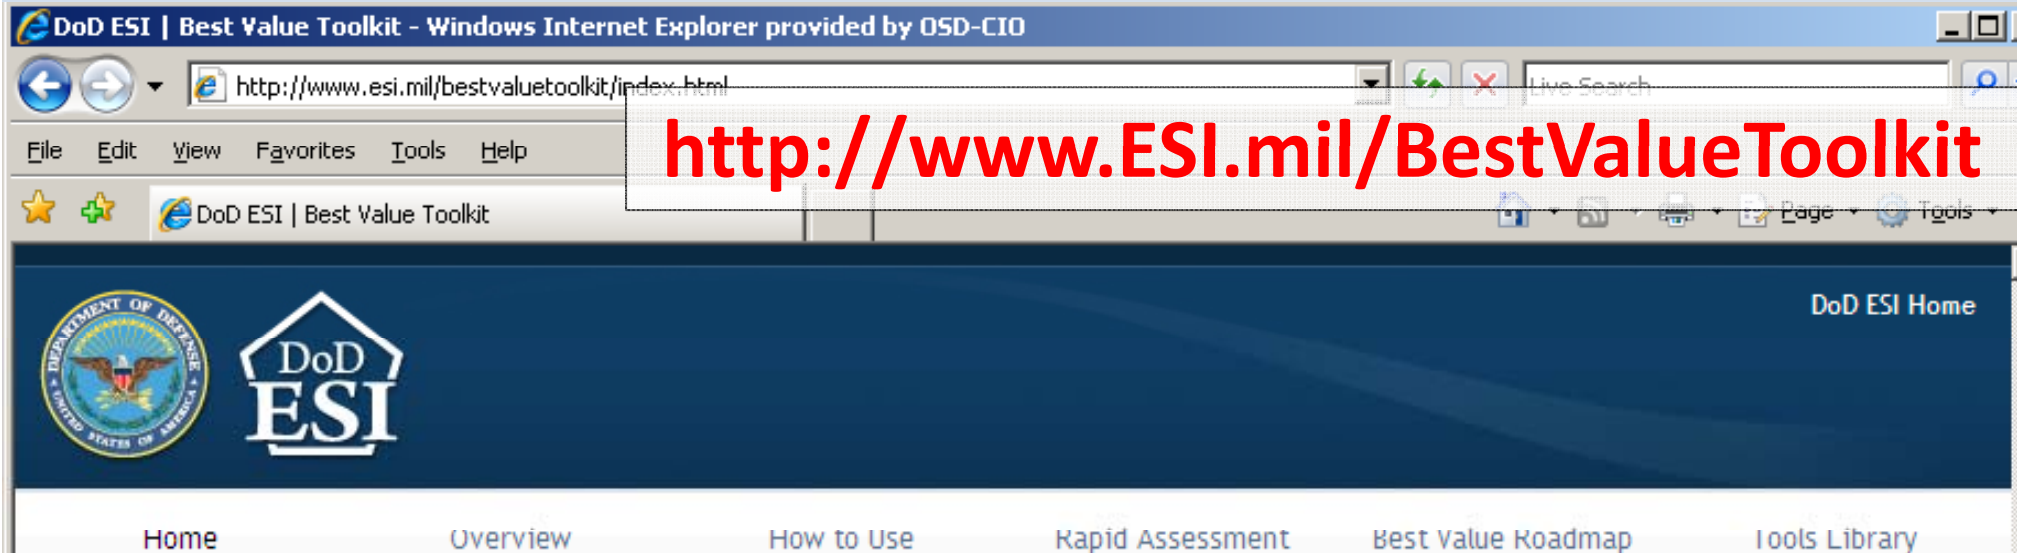 DoD ESI | Best Value Toolkit - Windows Internet Explorer provided by OSD-CIO
http://www.esi.mil/bestvaluetoolkit/index.html
Live Search
http://www.ESI.mil/BestValueToolkit
File Edit View Favorites Tools Help
DoD ESI | Best Value Toolkit
Page Tools
DoD ESI Home
DEPARTMENT OF DEFENSE
UNITED STATES OF AMERICA
DoD
ESI
Home Overview How to Use Rapid Assessment Best Value Roadmap Tools Library